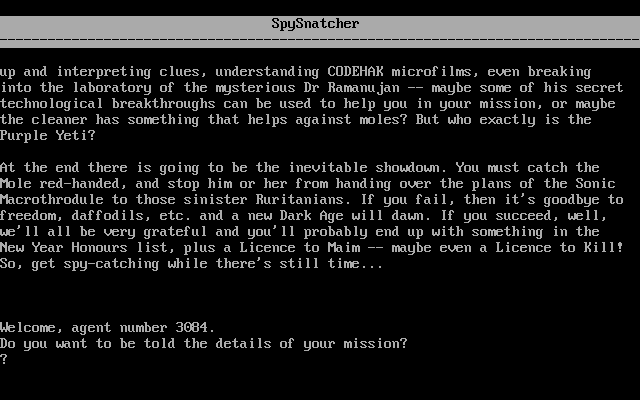 SpySnatcher
up and interpreting clues, understanding CODEHAK microfilms, even breaking
into the laboratory of the mysterious Dr Ramanujan -- maybe some of his secret
technological breakthroughs can be used to help you in your mission, or maybe
the cleaner has something that helps against moles? But who exactly is the
Purple Yeti?
At the end there is going to be the inevitable showdown. You must catch the
Mole red-handed, and stop him or her from handing over the plans of the Sonic
Macrothrodule to those sinister Ruritanians. If you fail, then it's goodbye to
freedom, daffodils, etc. and a new Dark Age will dawn. If you succeed, well,
we'll all be very grateful and you'll probably end up with something in the
New Year Honours list, plus a Licence to Maim -- maybe even a Licence to Kill!
So, get spy-catching while there's still time...
Welcome, agent number 3084.
Do you want to be told the details of your mission?
?